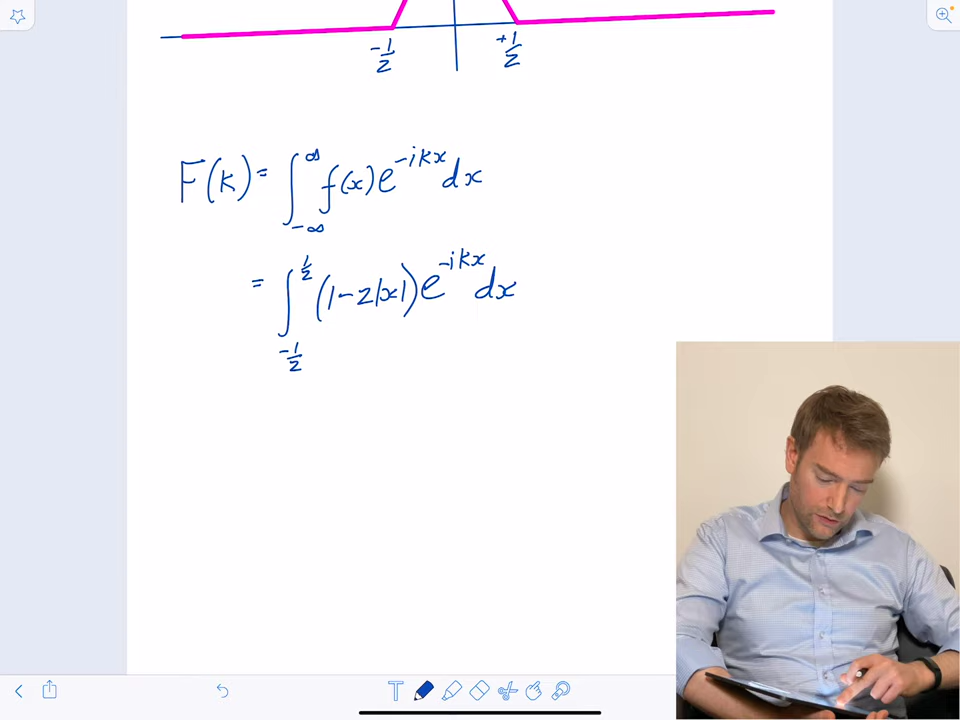 -1/2 +1/2
F(k) = ∫_{-∞}^{∞} f(x) e^{-ikx} dx
= ∫_{-1/2}^{1/2} (1-2|x|) e^{-ikx} dx
T